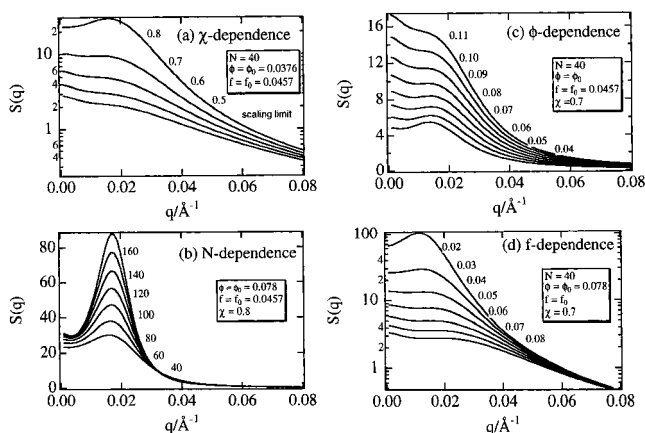 (a) χ-dependence
N = 40
ϕ = ϕ₀ = 0.0376
f = f₀ = 0.0457
0.8
0.7
0.6
0.5
scaling limit
S(q)
10
6
4
2
1
6
4
2
0.00 0.02 0.04 0.06 0.08
q/Å⁻¹
(c) ϕ-dependence
N = 40
ϕ = ϕ₀
f = f₀ = 0.0457
χ = 0.7
0.11
0.10
0.09
0.08
0.07
0.06
0.05
0.04
S(q)
16
12
8
4
0.00 0.02 0.04 0.06 0.08
q/Å⁻¹
(b) N-dependence
ϕ = ϕ₀ = 0.078
f = f₀ = 0.0457
χ = 0.8
160
140
120
100
80
60
40
S(q)
80
60
40
20
0
0.00 0.02 0.04 0.06 0.08
q/Å⁻¹
(d) f-dependence
N = 40
ϕ = ϕ₀ = 0.078
f = f₀
χ = 0.7
0.02
0.03
0.04
0.05
0.06
0.07
0.08
S(q)
100
4
2
10
4
2
1
0.00 0.02 0.04 0.06 0.08
q/Å⁻¹